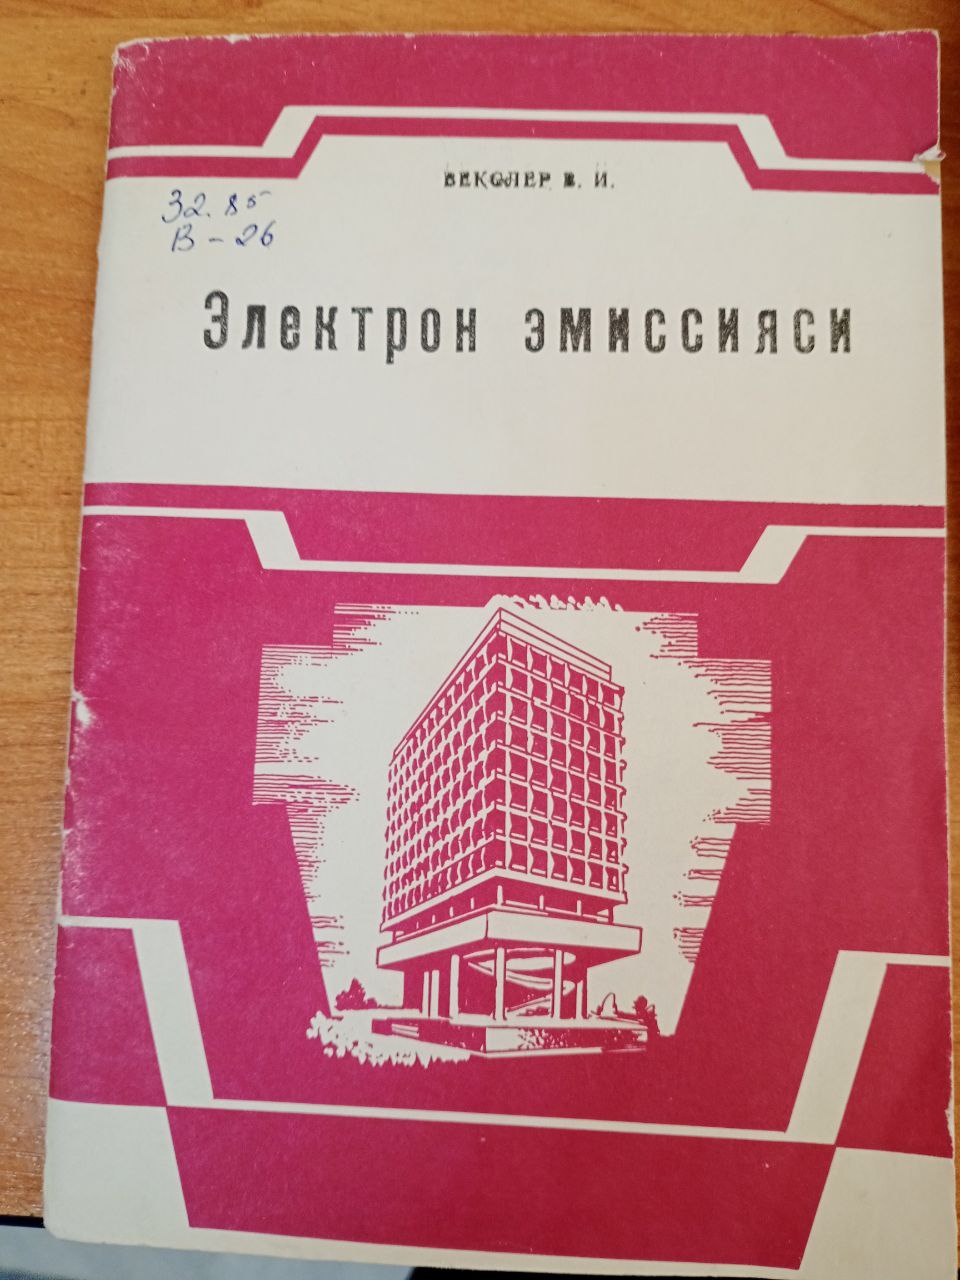 ВЕКСЛЕР В. И.
32.85
В-26
Электрон эмиссияси